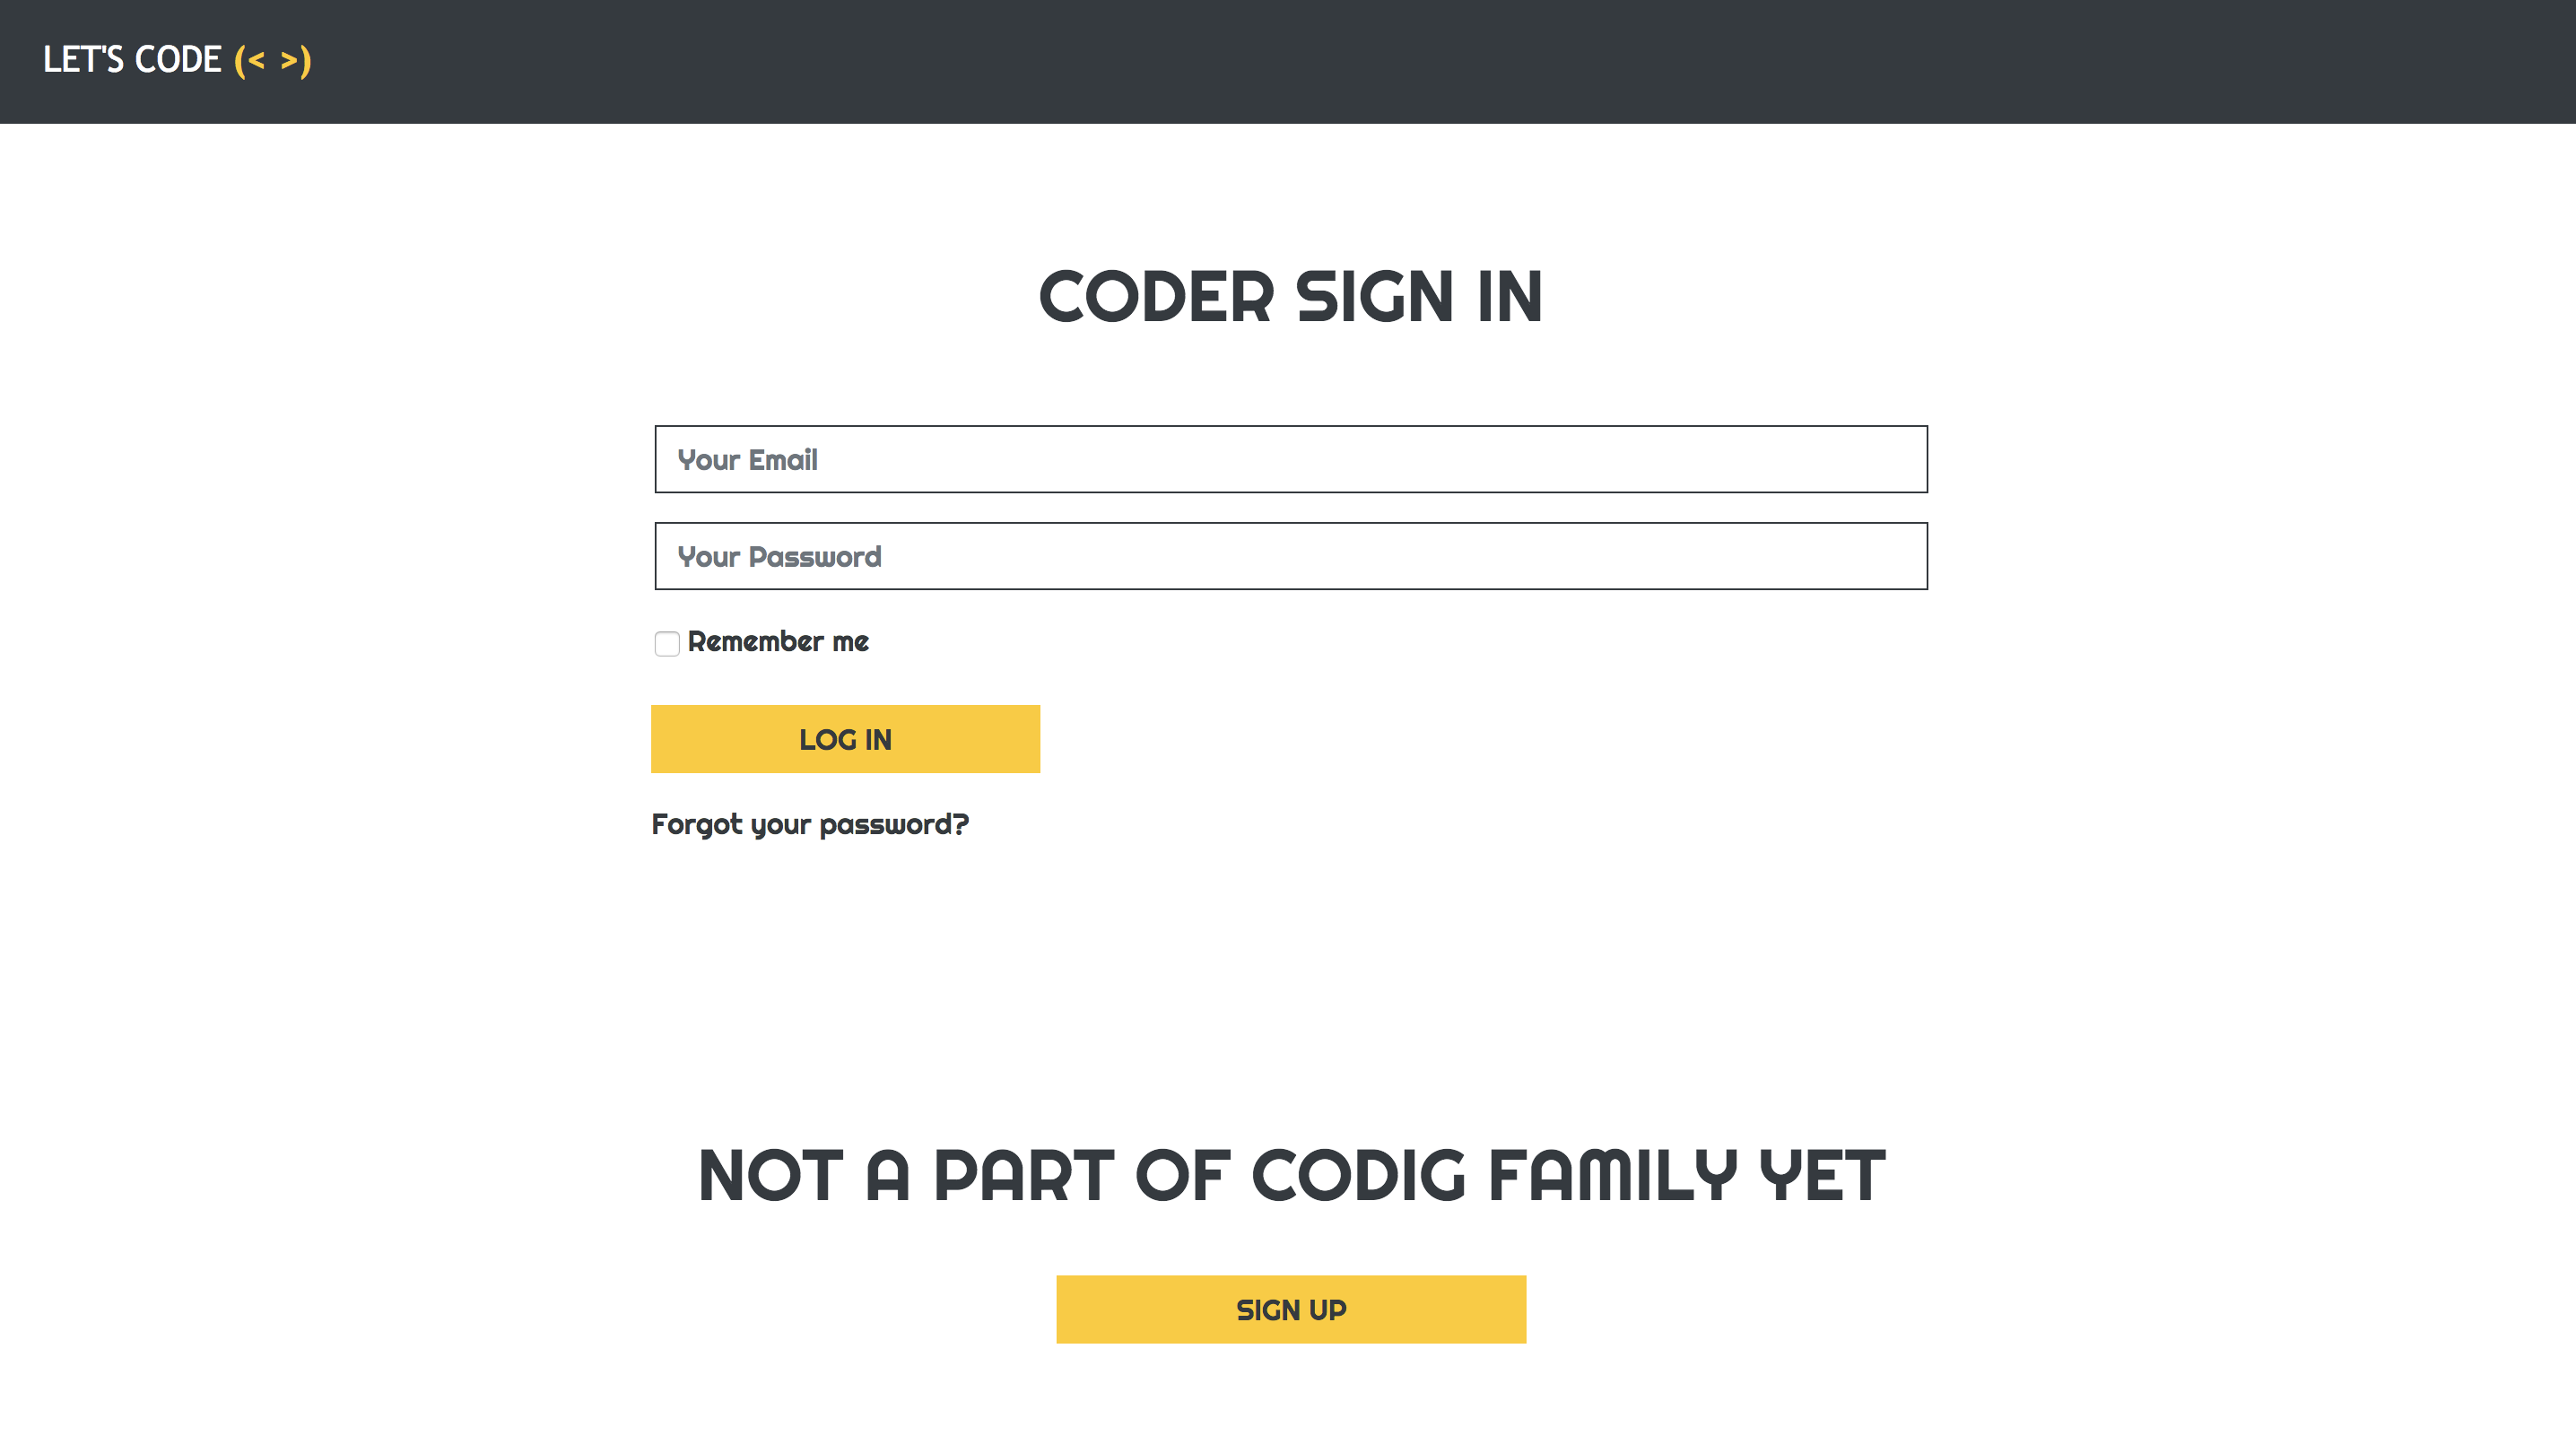 LET'S CODE (< >)
CODER SIGN IN
Your Email
Your Password
Remember me
LOG IN
Forgot your password?
NOT A PART OF CODIG FAMILY YET
SIGN UP